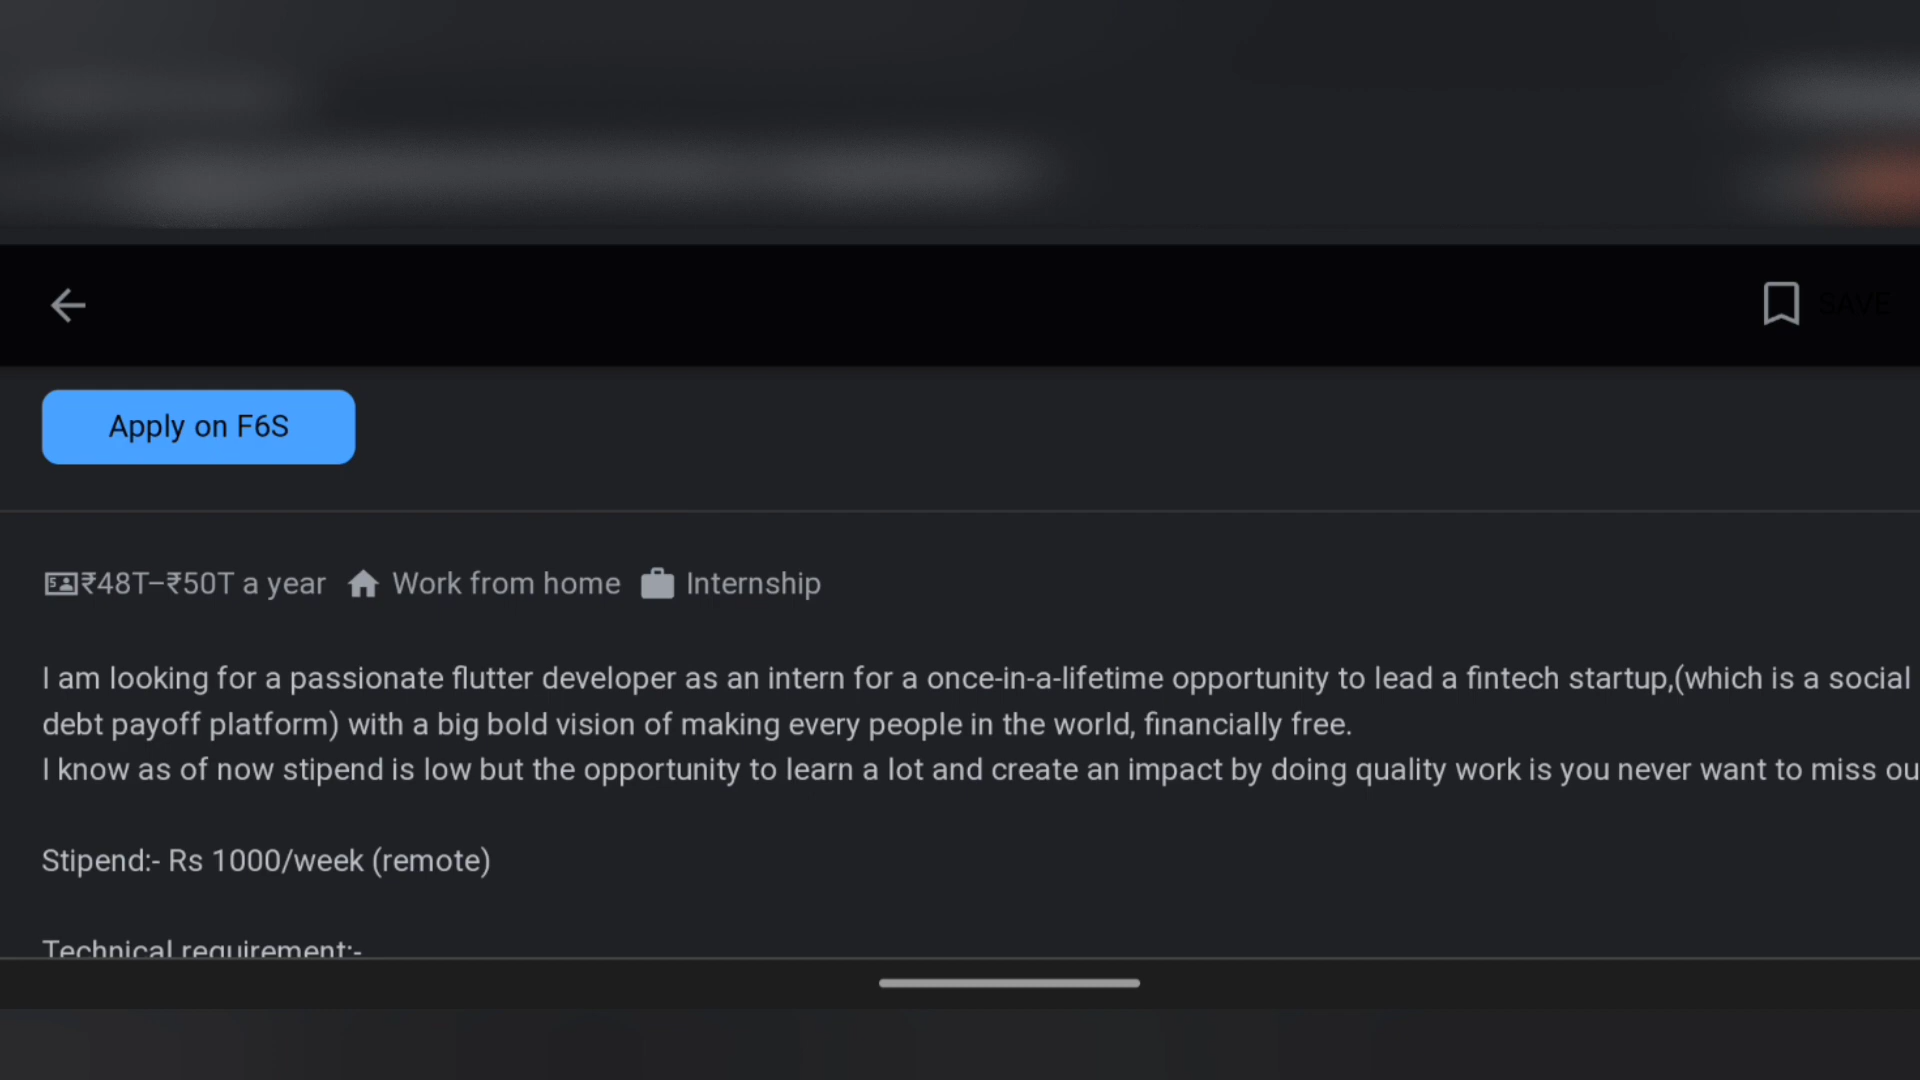 SAVE
Apply on F6S
₹48T–₹50T a year Work from home Internship
I am looking for a passionate flutter developer as an intern for a once-in-a-lifetime opportunity to lead a fintech startup,(which is a social
debt payoff platform) with a big bold vision of making every people in the world, financially free.
I know as of now stipend is low but the opportunity to learn a lot and create an impact by doing quality work is you never want to miss ou
Stipend:- Rs 1000/week (remote)
Technical requirement:-